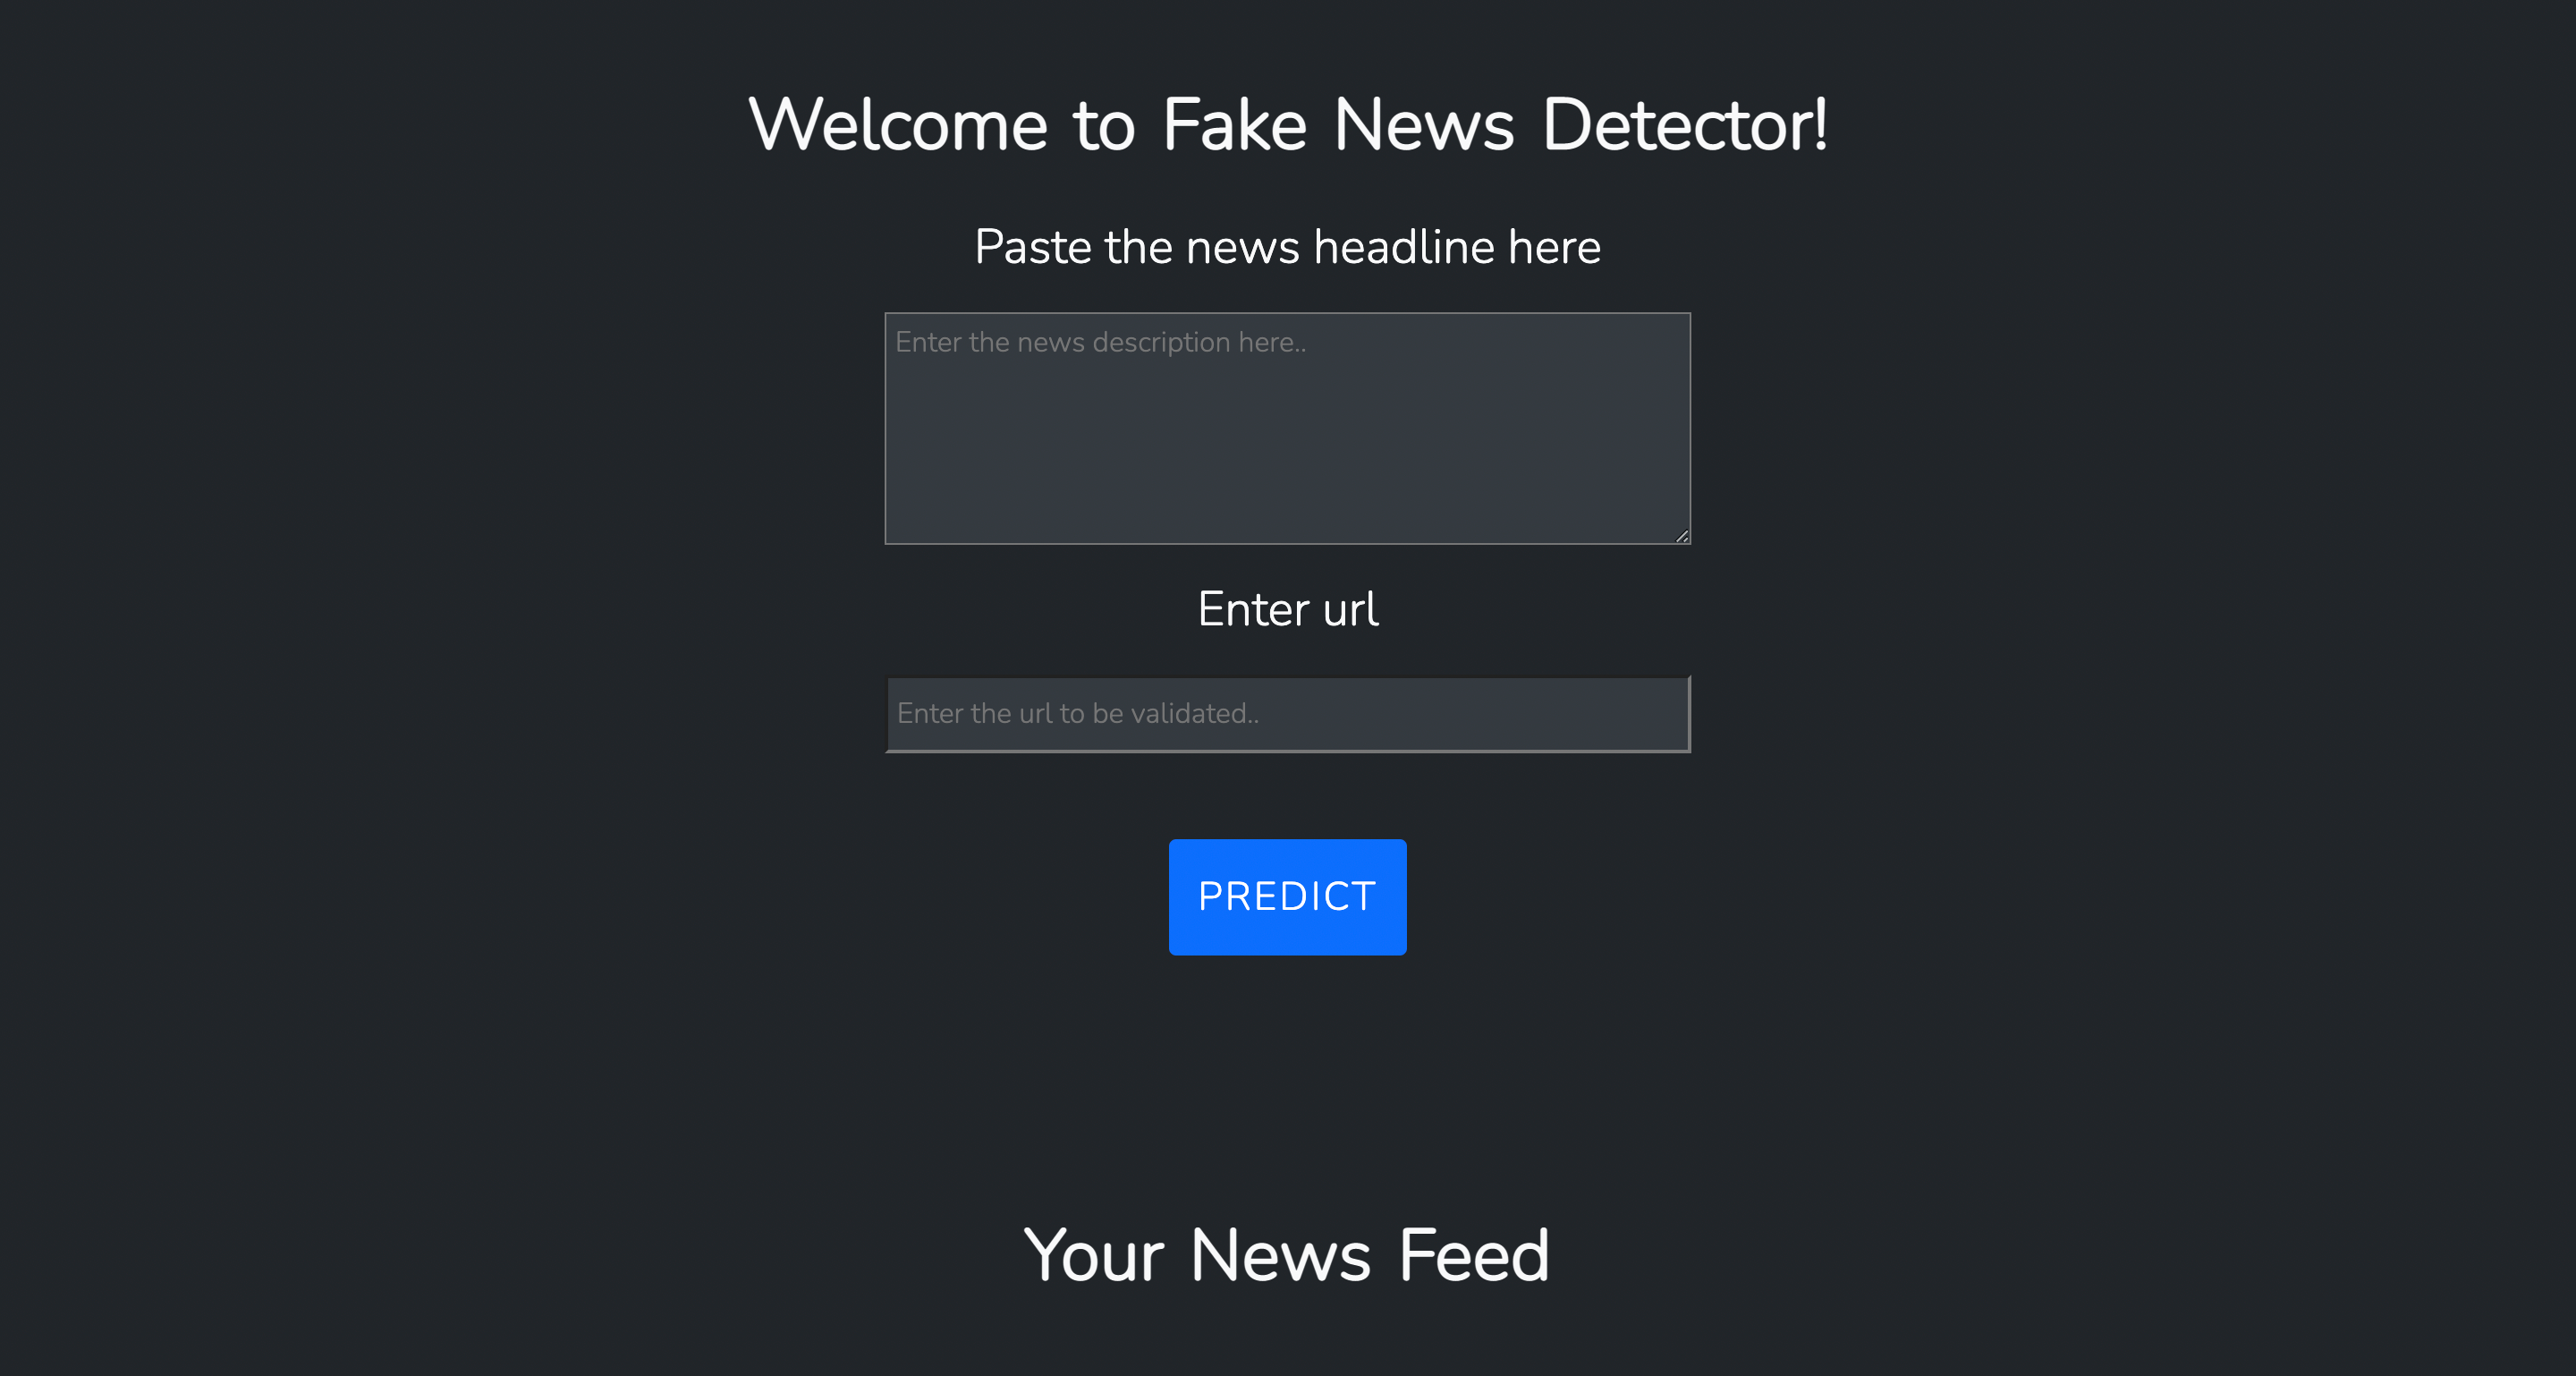 Welcome to Fake News Detector!
Paste the news headline here
Enter the news description here..
Enter url
Enter the url to be validated..
PREDICT
Your News Feed